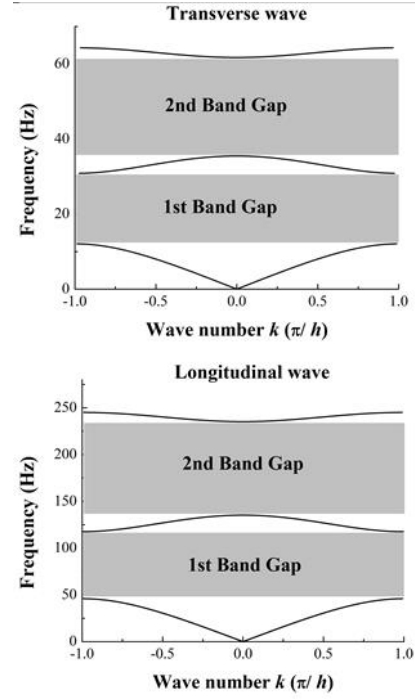 Transverse wave
Frequency (Hz)
60
40
20
0
2nd Band Gap
1st Band Gap
-1.0 -0.5 0.0 0.5 1.0
Wave number k (π/ h)
Longitudinal wave
Frequency (Hz)
250
200
150
100
50
0
2nd Band Gap
1st Band Gap
-1.0 -0.5 0.0 0.5 1.0
Wave number k (π/ h)